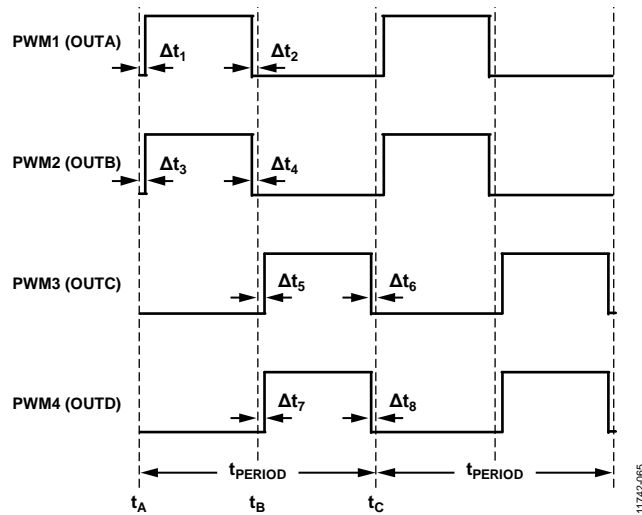 PWM1 (OUTA)
Δt1
Δt2
PWM2 (OUTB)
Δt3
Δt4
PWM3 (OUTC)
Δt5
Δt6
PWM4 (OUTD)
Δt7
Δt8
tPERIOD
tPERIOD
tA
tB
tC
11742-065